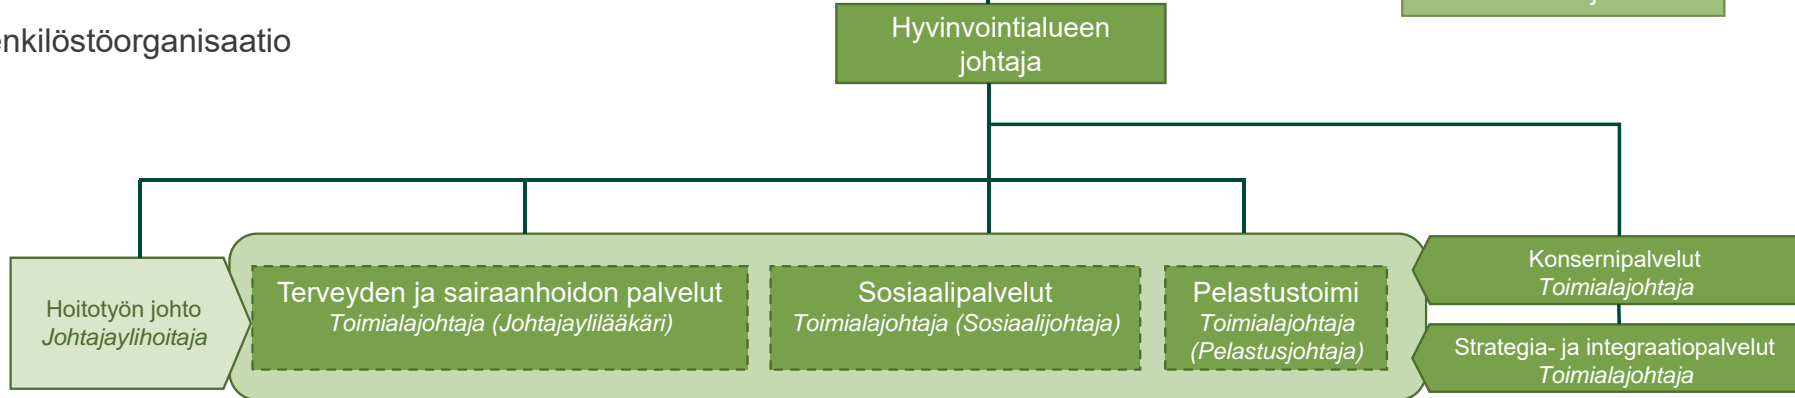 Hyvinvointialueen
johtaja
enkilöstöorganisaatio
Hoitotyön johto
Johtajaylihoitaja
Terveyden ja sairaanhoidon palvelut
Toimialajohtaja (Johtajaylilääkäri)
Sosiaalipalvelut
Toimialajohtaja (Sosiaalijohtaja)
Pelastustoimi
Toimialajohtaja
(Pelastusjohtaja)
Konsernipalvelut
Toimialajohtaja
Strategia- ja integraatiopalvelut
Toimialajohtaja